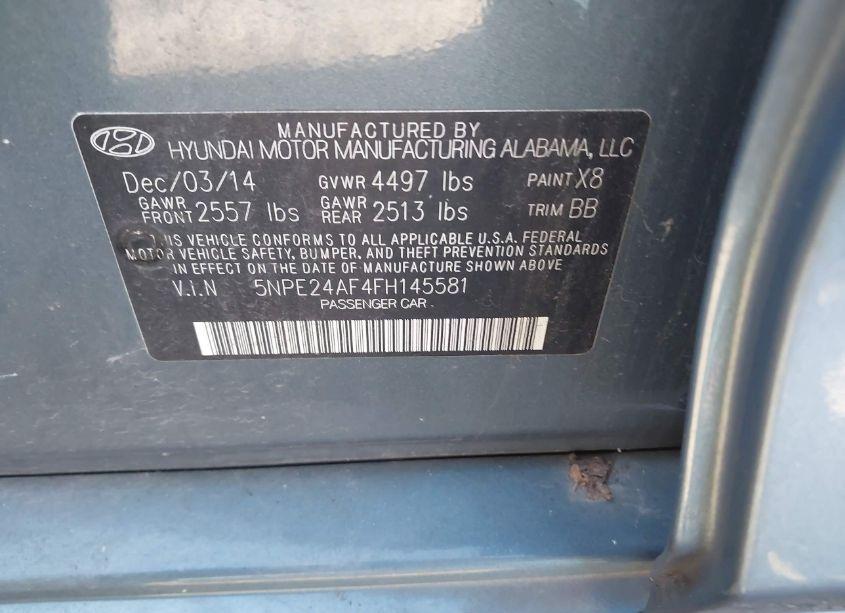 MANUFACTURED BY
HYUNDAI MOTOR MANUFACTURING ALABAMA, LLC
Dec/03/14 GVWR 4497 lbs PAINT X8
GAWR FRONT 2557 lbs GAWR REAR 2513 lbs TRIM BB
THIS VEHICLE CONFORMS TO ALL APPLICABLE U.S.A. FEDERAL
MOTOR VEHICLE SAFETY, BUMPER, AND THEFT PREVENTION STANDARDS
IN EFFECT ON THE DATE OF MANUFACTURE SHOWN ABOVE
V.I.N 5NPE24AF4FH145581
PASSENGER CAR